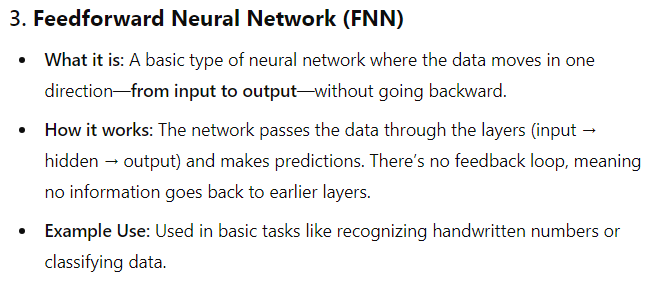 3. Feedforward Neural Network (FNN)
• What it is: A basic type of neural network where the data moves in one
direction—from input to output—without going backward.
• How it works: The network passes the data through the layers (input →
hidden → output) and makes predictions. There’s no feedback loop, meaning
no information goes back to earlier layers.
• Example Use: Used in basic tasks like recognizing handwritten numbers or
classifying data.